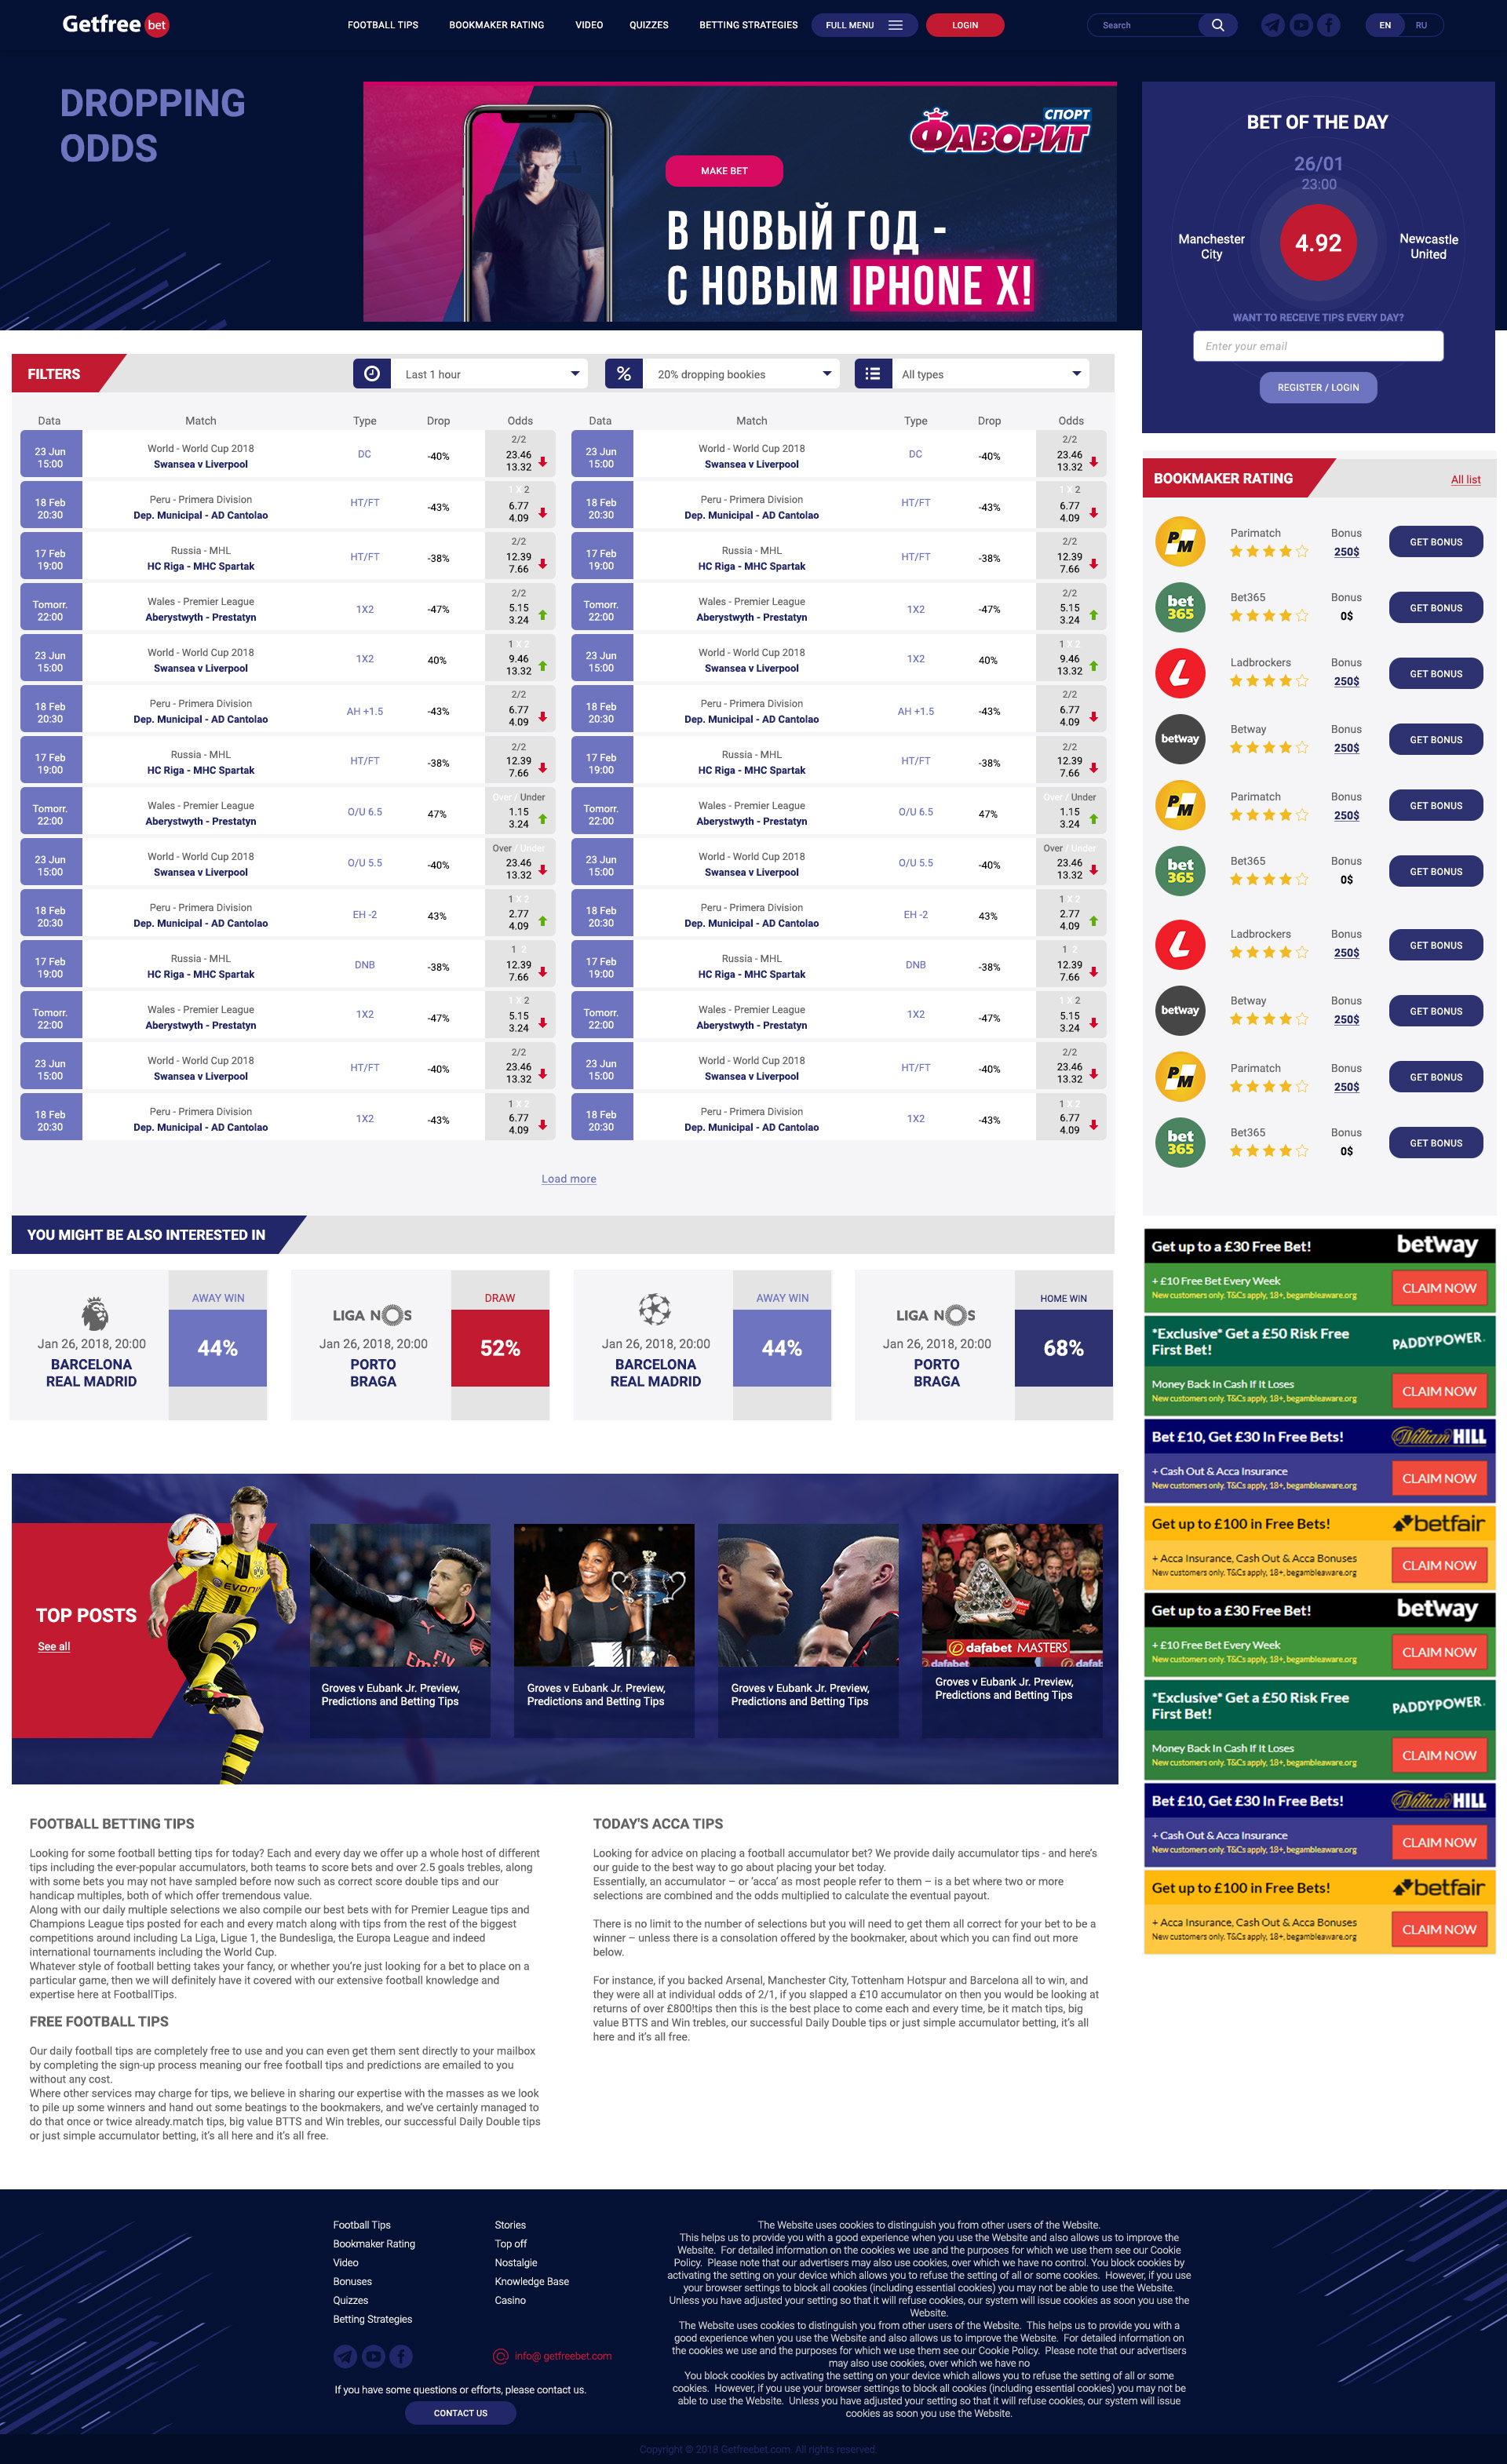 Getfree bet
FOOTBALL TIPS BOOKMAKER RATING VIDEO QUIZZES BETTING STRATEGIES FULL MENU LOGIN Search EN RU
DROPPING
ODDS
СПОРТ
ФАВОРИТ
MAKE BET
В НОВЫЙ ГОД -
С НОВЫМ IPHONE X!
BET OF THE DAY
26/01
23:00
Manchester
City
4.92
Newcastle
United
WANT TO RECEIVE TIPS EVERY DAY?
Enter your email
REGISTER / LOGIN
FILTERS Last 1 hour % 20% dropping bookies All types
Data Match Type Drop Odds
23 Jun 15:00 World - World Cup 2018 Swansea v Liverpool DC -40% 2/2 23.46 13.32
18 Feb 20:30 Peru - Primera Division Dep. Municipal - AD Cantolao HT/FT -43% 1 X 2 6.77 4.09
17 Feb 19:00 Russia - MHL HC Riga - MHC Spartak HT/FT -38% 2/2 12.39 7.66
Tomorr. 22:00 Wales - Premier League Aberystwyth - Prestatyn 1X2 -47% 2/2 5.15 3.24
23 Jun 15:00 World - World Cup 2018 Swansea v Liverpool 1X2 40% 1 X 2 9.46 13.32
18 Feb 20:30 Peru - Primera Division Dep. Municipal - AD Cantolao AH +1.5 -43% 2/2 6.77 4.09
17 Feb 19:00 Russia - MHL HC Riga - MHC Spartak HT/FT -38% 2/2 12.39 7.66
Tomorr. 22:00 Wales - Premier League Aberystwyth - Prestatyn O/U 6.5 47% Over / Under 1.15 3.24
23 Jun 15:00 World - World Cup 2018 Swansea v Liverpool O/U 5.5 -40% Over / Under 23.46 13.32
18 Feb 20:30 Peru - Primera Division Dep. Municipal - AD Cantolao EH -2 43% 1 X 2 2.77 4.09
17 Feb 19:00 Russia - MHL HC Riga - MHC Spartak DNB -38% 1 2 12.39 7.66
Tomorr. 22:00 Wales - Premier League Aberystwyth - Prestatyn 1X2 -47% 1 X 2 5.15 3.24
23 Jun 15:00 World - World Cup 2018 Swansea v Liverpool HT/FT -40% 2/2 23.46 13.32
18 Feb 20:30 Peru - Primera Division Dep. Municipal - AD Cantolao 1X2 -43% 1 X 2 6.77 4.09
Data Match Type Drop Odds
23 Jun 15:00 World - World Cup 2018 Swansea v Liverpool DC -40% 2/2 23.46 13.32
18 Feb 20:30 Peru - Primera Division Dep. Municipal - AD Cantolao HT/FT -43% 1 X 2 6.77 4.09
17 Feb 19:00 Russia - MHL HC Riga - MHC Spartak HT/FT -38% 2/2 12.39 7.66
Tomorr. 22:00 Wales - Premier League Aberystwyth - Prestatyn 1X2 -47% 2/2 5.15 3.24
23 Jun 15:00 World - World Cup 2018 Swansea v Liverpool 1X2 40% 1 X 2 9.46 13.32
18 Feb 20:30 Peru - Primera Division Dep. Municipal - AD Cantolao AH +1.5 -43% 2/2 6.77 4.09
17 Feb 19:00 Russia - MHL HC Riga - MHC Spartak HT/FT -38% 2/2 12.39 7.66
Tomorr. 22:00 Wales - Premier League Aberystwyth - Prestatyn O/U 6.5 47% Over / Under 1.15 3.24
23 Jun 15:00 World - World Cup 2018 Swansea v Liverpool O/U 5.5 -40% Over / Under 23.46 13.32
18 Feb 20:30 Peru - Primera Division Dep. Municipal - AD Cantolao EH -2 43% 1 X 2 2.77 4.09
17 Feb 19:00 Russia - MHL HC Riga - MHC Spartak DNB -38% 1 2 12.39 7.66
Tomorr. 22:00 Wales - Premier League Aberystwyth - Prestatyn 1X2 -47% 1 X 2 5.15 3.24
23 Jun 15:00 World - World Cup 2018 Swansea v Liverpool HT/FT -40% 2/2 23.46 13.32
18 Feb 20:30 Peru - Primera Division Dep. Municipal - AD Cantolao 1X2 -43% 1 X 2 6.77 4.09
Load more
BOOKMAKER RATING All list
PM Parimatch Bonus 250$ GET BONUS
bet 365 Bet365 Bonus 0$ GET BONUS
L Ladbrockers Bonus 250$ GET BONUS
betway Betway Bonus 250$ GET BONUS
PM Parimatch Bonus 250$ GET BONUS
bet 365 Bet365 Bonus 0$ GET BONUS
L Ladbrockers Bonus 250$ GET BONUS
betway Betway Bonus 250$ GET BONUS
PM Parimatch Bonus 250$ GET BONUS
bet 365 Bet365 Bonus 0$ GET BONUS
YOU MIGHT BE ALSO INTERESTED IN
Jan 26, 2018, 20:00
BARCELONA
REAL MADRID
AWAY WIN
44%
LIGA NOS
Jan 26, 2018, 20:00
PORTO
BRAGA
DRAW
52%
Jan 26, 2018, 20:00
BARCELONA
REAL MADRID
AWAY WIN
44%
LIGA NOS
Jan 26, 2018, 20:00
PORTO
BRAGA
HOME WIN
68%
Get up to a £30 Free Bet! betway
+ £10 Free Bet Every Week
New customers only. T&Cs apply, 18+, begambleaware.org
CLAIM NOW
*Exclusive* Get a £50 Risk Free
First Bet!
PADDYPOWER.
Money Back In Cash If It Loses
New customers only. T&Cs apply, 18+, begambleaware.org
CLAIM NOW
Bet £10, Get £30 In Free Bets! William HILL
+ Cash Out & Acca Insurance
New customers only. T&Cs apply, 18+, begambleaware.org
CLAIM NOW
Get up to £100 in Free Bets! betfair
+ Acca Insurance, Cash Out & Acca Bonuses
New customers only. T&Cs apply, 18+, begambleaware.org
CLAIM NOW
Get up to a £30 Free Bet! betway
+ £10 Free Bet Every Week
New customers only. T&Cs apply, 18+, begambleaware.org
CLAIM NOW
*Exclusive* Get a £50 Risk Free
First Bet!
PADDYPOWER.
Money Back In Cash If It Loses
New customers only. T&Cs apply, 18+, begambleaware.org
CLAIM NOW
Bet £10, Get £30 In Free Bets! William HILL
+ Cash Out & Acca Insurance
New customers only. T&Cs apply, 18+, begambleaware.org
CLAIM NOW
Get up to £100 in Free Bets! betfair
+ Acca Insurance, Cash Out & Acca Bonuses
New customers only. T&Cs apply, 18+, begambleaware.org
CLAIM NOW
TOP POSTS
See all
EVONIK
Fly
Emi
dafabet MASTERS
dafabet
dafab
Groves v Eubank Jr. Preview,
Predictions and Betting Tips
Groves v Eubank Jr. Preview,
Predictions and Betting Tips
Groves v Eubank Jr. Preview,
Predictions and Betting Tips
Groves v Eubank Jr. Preview,
Predictions and Betting Tips
FOOTBALL BETTING TIPS
Looking for some football betting tips for today? Each and every day we offer up a whole host of different
tips including the ever-popular accumulators, both teams to score bets and over 2.5 goals trebles, along
with some bets you may not have sampled before now such as correct score double tips and our
handicap multiples, both of which offer tremendous value.
Along with our daily multiple selections we also compile our best bets with for Premier League tips and
Champions League tips posted for each and every match along with tips from the rest of the biggest
competitions around including La Liga, Ligue 1, the Bundesliga, the Europa League and indeed
international tournaments including the World Cup.
Whatever style of football betting takes your fancy, or whether you're just looking for a bet to place on a
particular game, then we will definitely have it covered with our extensive football knowledge and
expertise here at FootballTips.
FREE FOOTBALL TIPS
Our daily football tips are completely free to use and you can even get them sent directly to your mailbox
by completing the sign-up process meaning our free football tips and predictions are emailed to you
without any cost.
Where other services may charge for tips, we believe in sharing our expertise with the masses as we look
to pile up some winners and hand out some beatings to the bookmakers, and we've certainly managed to
do that once or twice already.match tips, big value BTTS and Win trebles, our successful Daily Double tips
or just simple accumulator betting, it's all here and it's all free.
TODAY'S ACCA TIPS
Looking for advice on placing a football accumulator bet? We provide daily accumulator tips - and here's
our guide to the best way to go about placing your bet today.
Essentially, an accumulator – or 'acca' as most people refer to them – is a bet where two or more
selections are combined and the odds multiplied to calculate the eventual payout.
There is no limit to the number of selections but you will need to get them all correct for your bet to be a
winner – unless there is a consolation offered by the bookmaker, about which you can find out more
below.
For instance, if you backed Arsenal, Manchester City, Tottenham Hotspur and Barcelona all to win, and
they were all at individual odds of 2/1, if you slapped a £10 accumulator on then you would be looking at
returns of over £800!tips then this is the best place to come each and every time, be it match tips, big
value BTTS and Win trebles, our successful Daily Double tips or just simple accumulator betting, it's all
here and it's all free.
Football Tips
Bookmaker Rating
Video
Bonuses
Quizzes
Betting Strategies
Stories
Top off
Nostalgie
Knowledge Base
Casino
info@ getfreebet.com
If you have some questions or efforts, please contact us.
CONTACT US
The Website uses cookies to distinguish you from other users of the Website.
This helps us to provide you with a good experience when you use the Website and also allows us to improve the
Website. For detailed information on the cookies we use and the purposes for which we use them see our Cookie
Policy. Please note that our advertisers may also use cookies, over which we have no control. You block cookies by
activating the setting on your device which allows you to refuse the setting of all or some cookies. However, if you use
your browser settings to block all cookies (including essential cookies) you may not be able to use the Website.
Unless you have adjusted your setting so that it will refuse cookies, our system will issue cookies as soon you use the
Website.
The Website uses cookies to distinguish you from other users of the Website. This helps us to provide you with a
good experience when you use the Website and also allows us to improve the Website. For detailed information on
the cookies we use and the purposes for which we use them see our Cookie Policy. Please note that our advertisers
may also use cookies, over which we have no
You block cookies by activating the setting on your device which allows you to refuse the setting of all or some
cookies. However, if you use your browser settings to block all cookies (including essential cookies) you may not be
able to use the Website. Unless you have adjusted your setting so that it will refuse cookies, our system will issue
cookies as soon you use the Website.
Copyright © 2018 Getfreebet.com. All rights reserved.